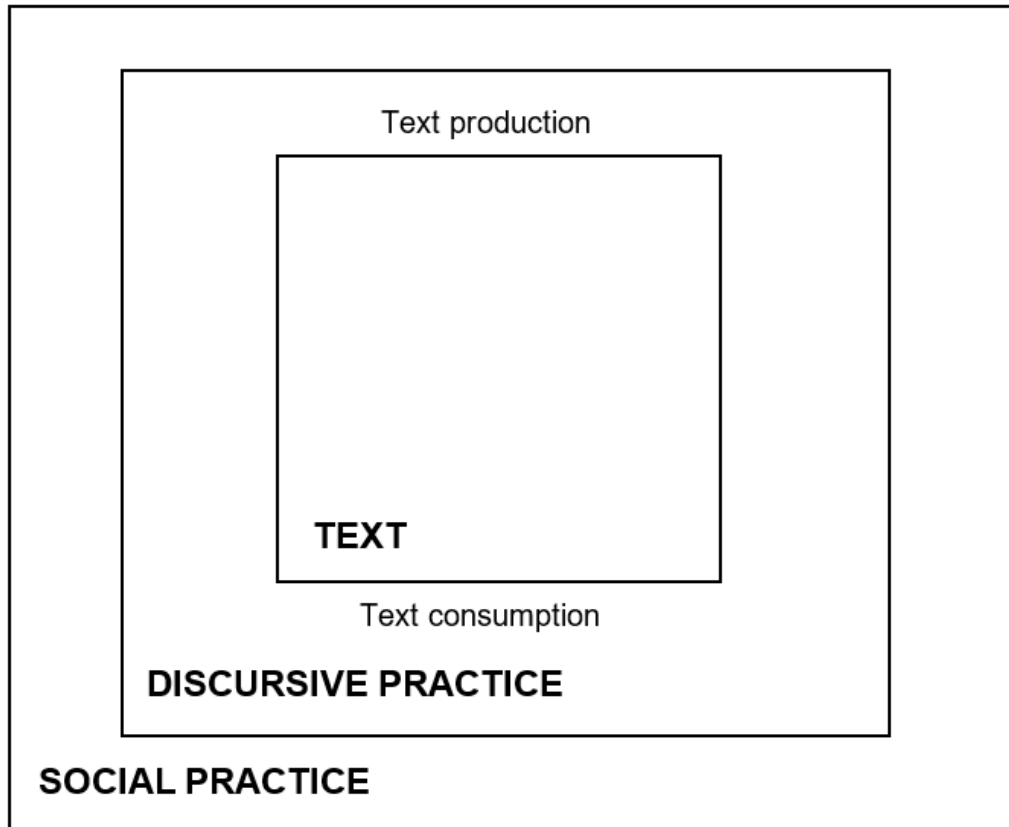 Text production
TEXT
Text consumption
DISCURSIVE PRACTICE
SOCIAL PRACTICE